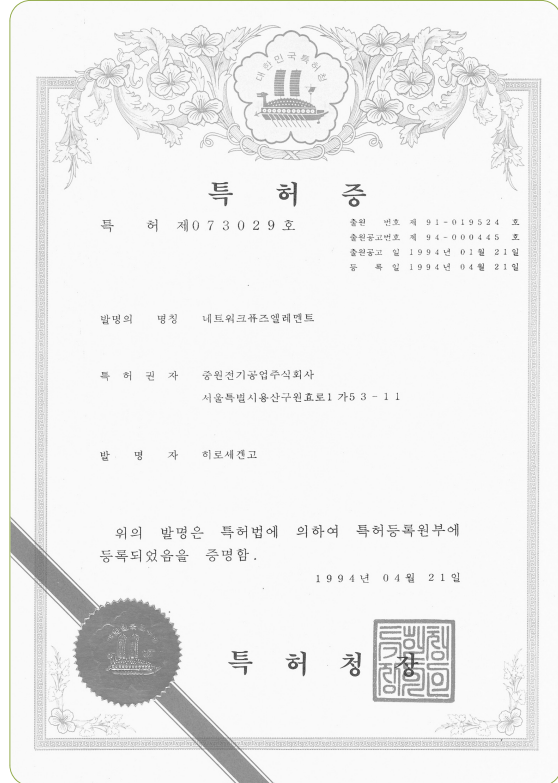 대한민국특허청
특 허 증
특 허 제073029호
출원 번호 제 91-019524 호
출원공고번호 제 94-000445 호
출원공고 일 1994년 01월 21일
등 록 일 1994년 04월 21일
발명의 명칭 네트워크퓨즈엘레멘트
특 허 권 자 중원전기공업주식회사
서울특별시용산구원효로1가53-11
발 명 자 히로세겐고
위의 발명은 특허법에 의하여 특허등록원부에
등록되었음을 증명함.
1994년 04월 21일
특 허 청 장